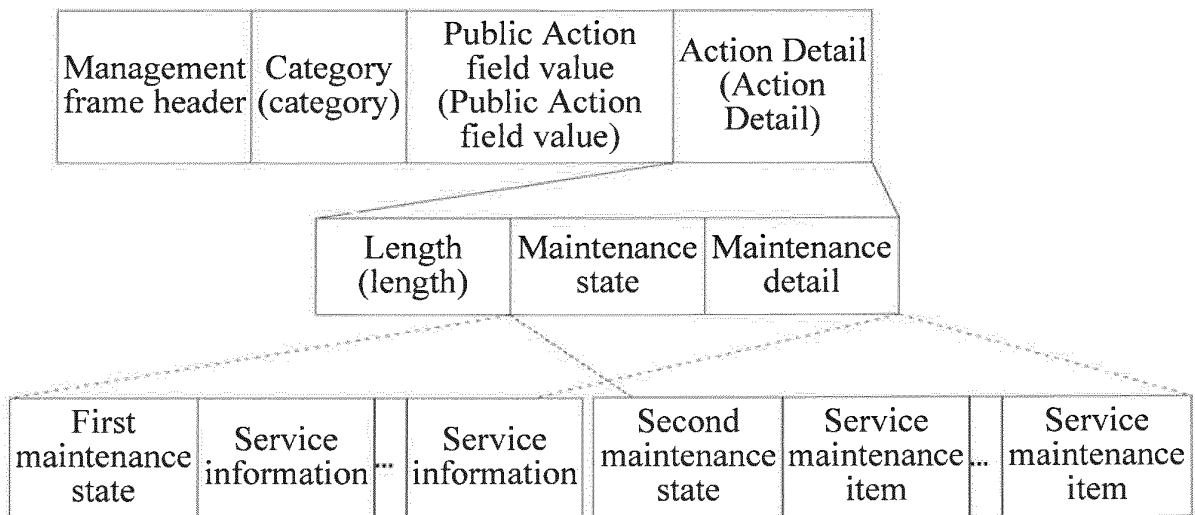 Management
frame header
Category
(category)
Public Action
field value
(Public Action
field value)
Action Detail
(Action
Detail)
Length
(length)
Maintenance
state
Maintenance
detail
First
maintenance
state
Service
information
...
Service
information
Second
maintenance
state
Service
maintenance
item
...
Service
maintenance
item